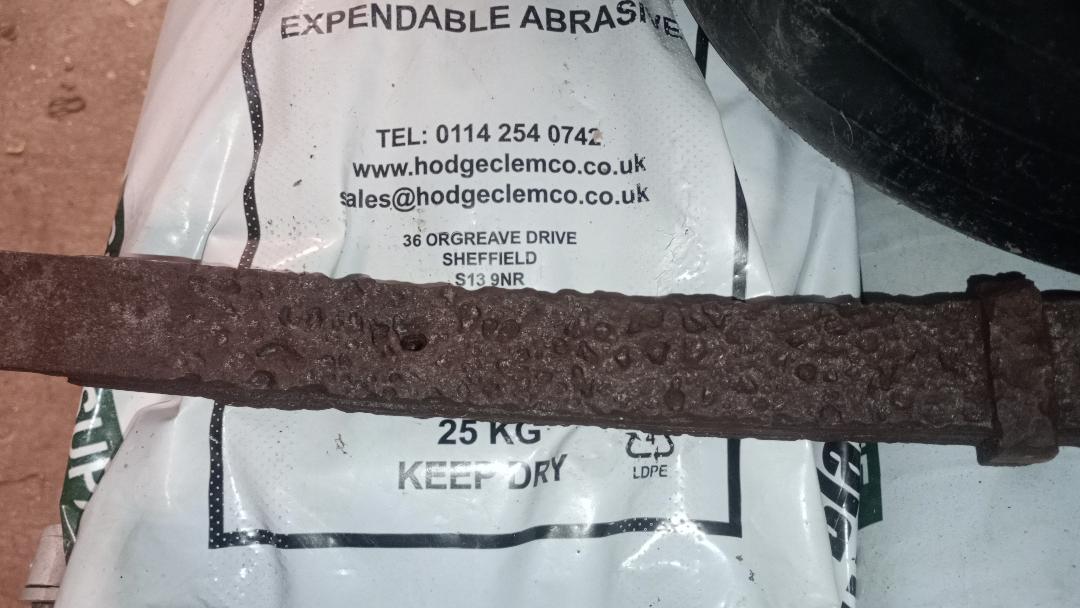 EXPENDABLE ABRASIVE
TEL: 0114 254 0742
www.hodgeclemco.co.uk
sales@hodgeclemco.co.uk
36 ORGREAVE DRIVE
SHEFFIELD
S13 9NR
25 KG
KEEP DRY
4
LDPE